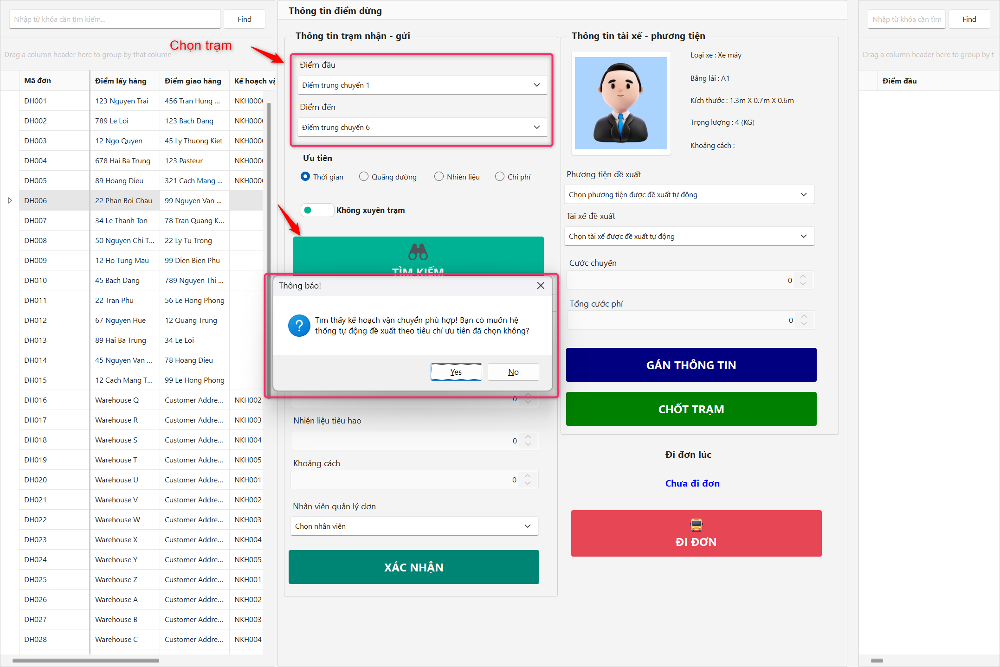 Nhập từ khóa cần tìm kiếm...
Find
Drag a column header here to group by that column
Chọn trạm
Mã đơn Điểm lấy hàng Điểm giao hàng Kế hoạch
DH001 123 Nguyen Trai 456 Tran Hung ...
DH002 789 Le Loi 123 Bach Dang
DH003 12 Ngo Quyen 45 Ly Thuong Kiet
DH004 678 Hai Ba Trung 123 Pasteur
DH005 89 Hoang Dieu 321 Cach Mang ...
DH006 22 Phan Boi Chau 99 Nguyen Van ...
DH007 34 Le Thanh Ton 78 Tran Quang K...
DH008 50 Nguyen Chi T... 22 Ly Tu Trong
DH009 12 Ho Tung Mau 99 Dien Bien Phu
DH010 45 Bach Dang 789 Nguyen Thi ...
DH011 22 Tran Phu 56 Le Hong Phong
DH012 67 Nguyen Hue 12 Quang Trung
DH013 89 Hai Ba Trung 34 Le Loi
DH014 45 Nguyen Van ... 78 Hoang Dieu
DH015 12 Cach Mang T... 99 Le Hong Phong
DH016 Warehouse Q Customer Addre... NKH002
DH017 Warehouse R Customer Addre... NKH003
DH018 Warehouse S Customer Addre... NKH004
DH019 Warehouse T Customer Addre... NKH005
DH020 Warehouse U Customer Addre... NKH001
DH021 Warehouse V Customer Addre... NKH002
DH022 Warehouse W Customer Addre... NKH003
DH023 Warehouse X Customer Addre... NKH004
DH024 Warehouse Y Customer Addre... NKH005
DH025 Warehouse Z Customer Addre... NKH001
DH026 Warehouse A Customer Addre... NKH002
DH027 Warehouse B Customer Addre... NKH003
DH028 Warehouse C Customer Addre... NKH004
Thông tin điểm dừng
Thông tin trạm nhận - gửi
Điểm đầu
Điểm trung chuyển 1
Điểm đến
Điểm trung chuyển 6
Ưu tiên
Thời gian Quãng đường Nhiên liệu Chi phí
Không xuyên trạm
TÌM KIẾM
Thông báo!
Tìm thấy kế hoạch vận chuyển phù hợp! Bạn có muốn hệ
thống tự động đề xuất theo tiêu chí ưu tiên đã chọn không?
Yes No
0
Nhiên liệu tiêu hao
0
Khoảng cách
0
Nhân viên quản lý đơn
Chọn nhân viên
XÁC NHẬN
Thông tin tài xế - phương tiện
Loại xe : Xe máy
Bằng lái : A1
Kích thước : 1.3m X 0.7m X 0.6m
Trọng lượng : 4 (KG)
Khoảng cách :
Phương tiện đề xuất
Chọn phương tiện được đề xuất tự động
Tài xế đề xuất
Chọn tài xế được đề xuất tự động
Cước chuyến
0
Tổng cước phí
0
GÁN THÔNG TIN
CHỐT TRẠM
Đi đơn lúc
Chưa đi đơn
ĐI ĐƠN
Nhập từ khóa cần tìm
Find
Drag a column header here to group by t
Điểm đầu